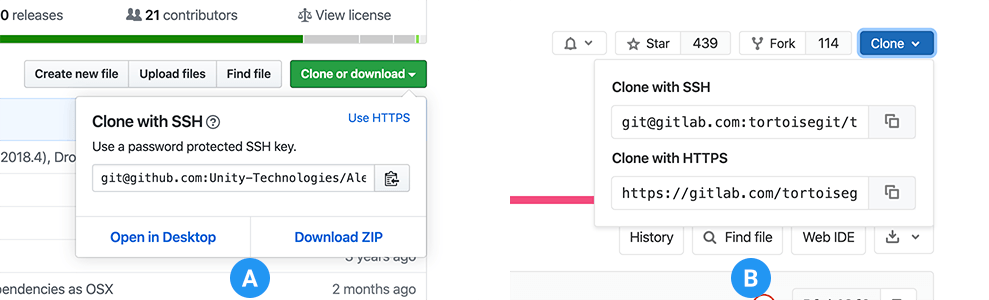 0 releases
21 contributors
View license
Create new file
Upload files
Find file
Clone or download
Clone with SSH
Use HTTPS
Use a password protected SSH key.
2018.4), Dro
git@github.com:Unity-Technologies/Ale
Open in Desktop
Download ZIP
years ago
A
pendencies as OSX
2 months ago
Star
439
Fork
114
Clone
Clone with SSH
git@gitlab.com:tortoisegit/t
Clone with HTTPS
https://gitlab.com/tortoiseg
History
Find file
Web IDE
B